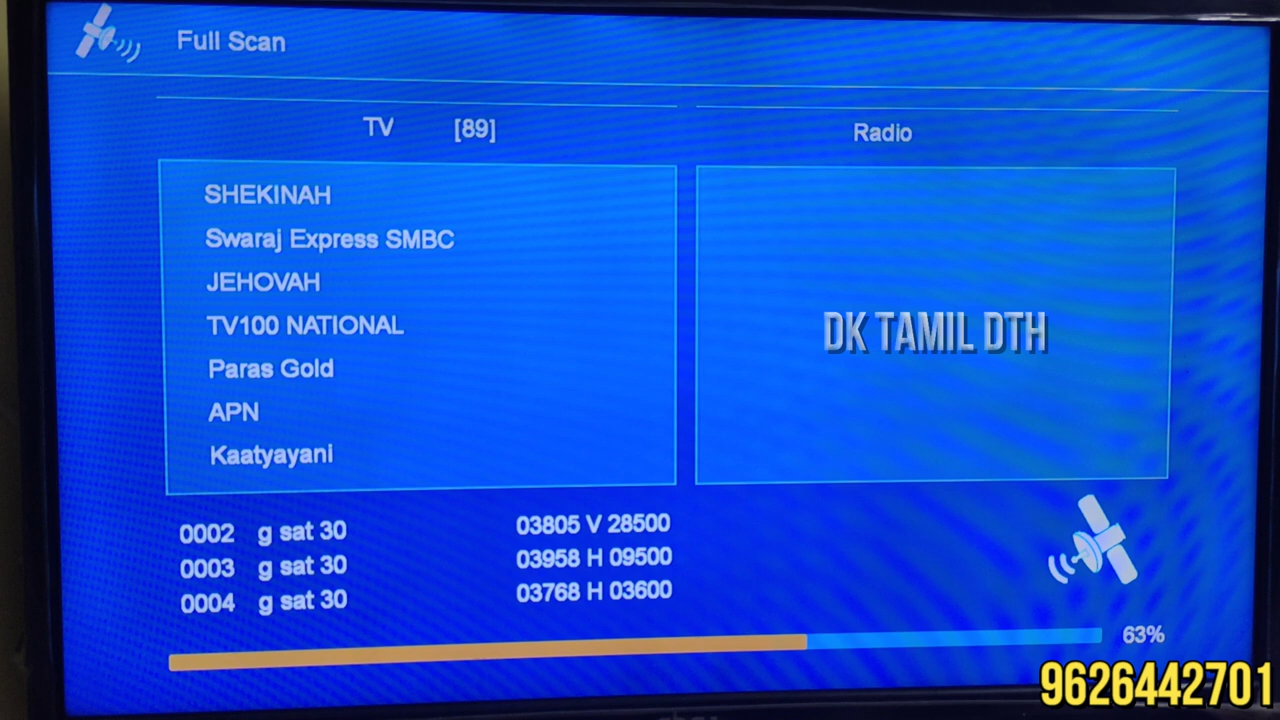 Full Scan
TV [89]
Radio
SHEKINAH
Swaraj Express SMBC
JEHOVAH
TV100 NATIONAL
Paras Gold
APN
Kaatyayani
DK TAMIL DTH
0002 g sat 30 03805 V 28500
0003 g sat 30 03958 H 09500
0004 g sat 30 03768 H 03600
63%
9626442701